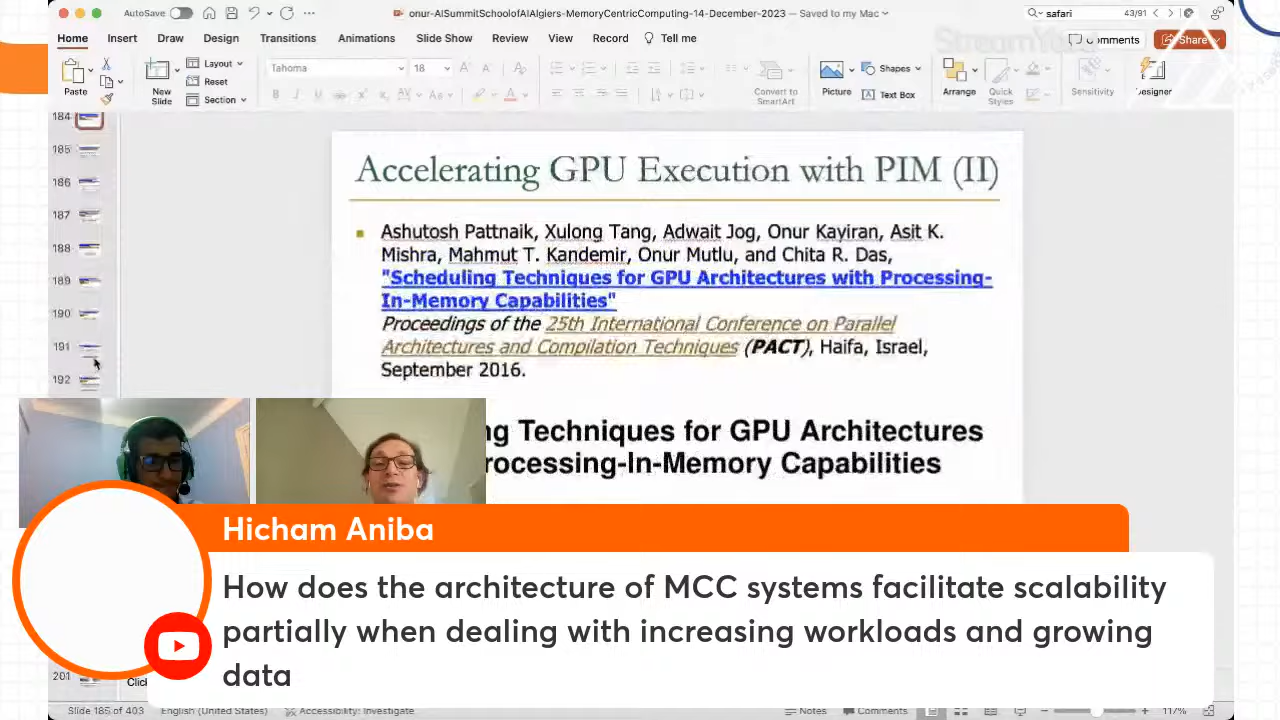 AutoSave
onur-AISummitSchoolofAIAlgiers-MemoryCentricComputing-14-December-2023 — Saved to my Mac
safari
43/91
Home Insert Draw Design Transitions Animations Slide Show Review View Record Tell me
Comments
Share
StreamYard
Paste
New Slide
Layout
Reset
Section
Tahoma
18
Convert to SmartArt
Picture
Shapes
Text Box
Arrange
Quick Styles
Sensitivity
Designer
184
185
186
187
188
189
190
191
192
201
Accelerating GPU Execution with PIM (II)
Ashutosh Pattnaik, Xulong Tang, Adwait Jog, Onur Kayiran, Asit K.
Mishra, Mahmut T. Kandemir, Onur Mutlu, and Chita R. Das,
"Scheduling Techniques for GPU Architectures with Processing-
In-Memory Capabilities"
Proceedings of the 25th International Conference on Parallel
Architectures and Compilation Techniques (PACT), Haifa, Israel,
September 2016.
ng Techniques for GPU Architectures
rocessing-In-Memory Capabilities
Hicham Aniba
How does the architecture of MCC systems facilitate scalability
partially when dealing with increasing workloads and growing
data
Clic
Slide 185 of 403 English (United States) Accessibility: Investigate
Notes Comments
117%